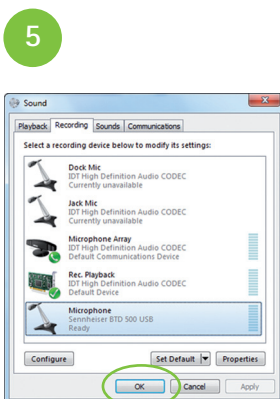 5
Sound
Playback Recording Sounds Communications
Select a recording device below to modify its settings:
Dock Mic
IDT High Definition Audio CODEC
Currently unavailable
Jack Mic
IDT High Definition Audio CODEC
Currently unavailable
Microphone Array
IDT High Definition Audio CODEC
Default Communications Device
Rec. Playback
IDT High Definition Audio CODEC
Default Device
Microphone
Sennheiser BTD 500 USB
Ready
Configure Set Default Properties
OK Cancel Apply